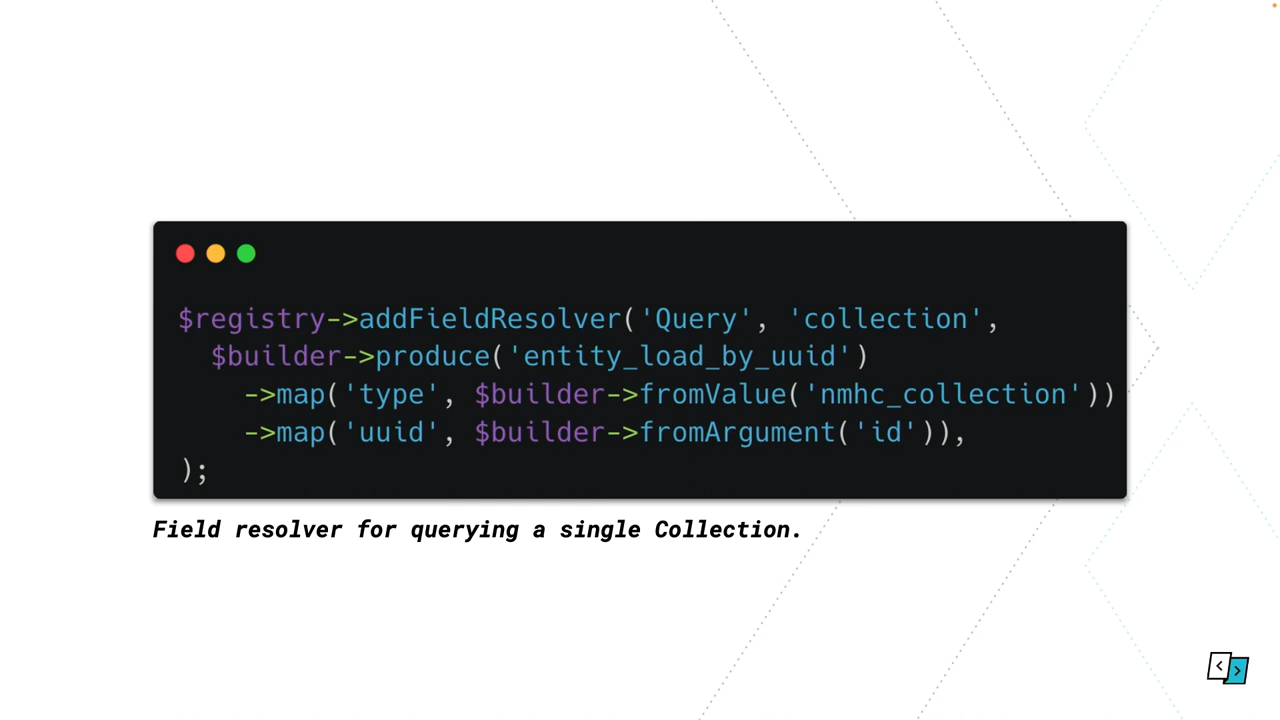 $registry->addFieldResolver('Query', 'collection',
  $builder->produce('entity_load_by_uuid')
    ->map('type', $builder->fromValue('nmhc_collection'))
    ->map('uuid', $builder->fromArgument('id')),
);
Field resolver for querying a single Collection.